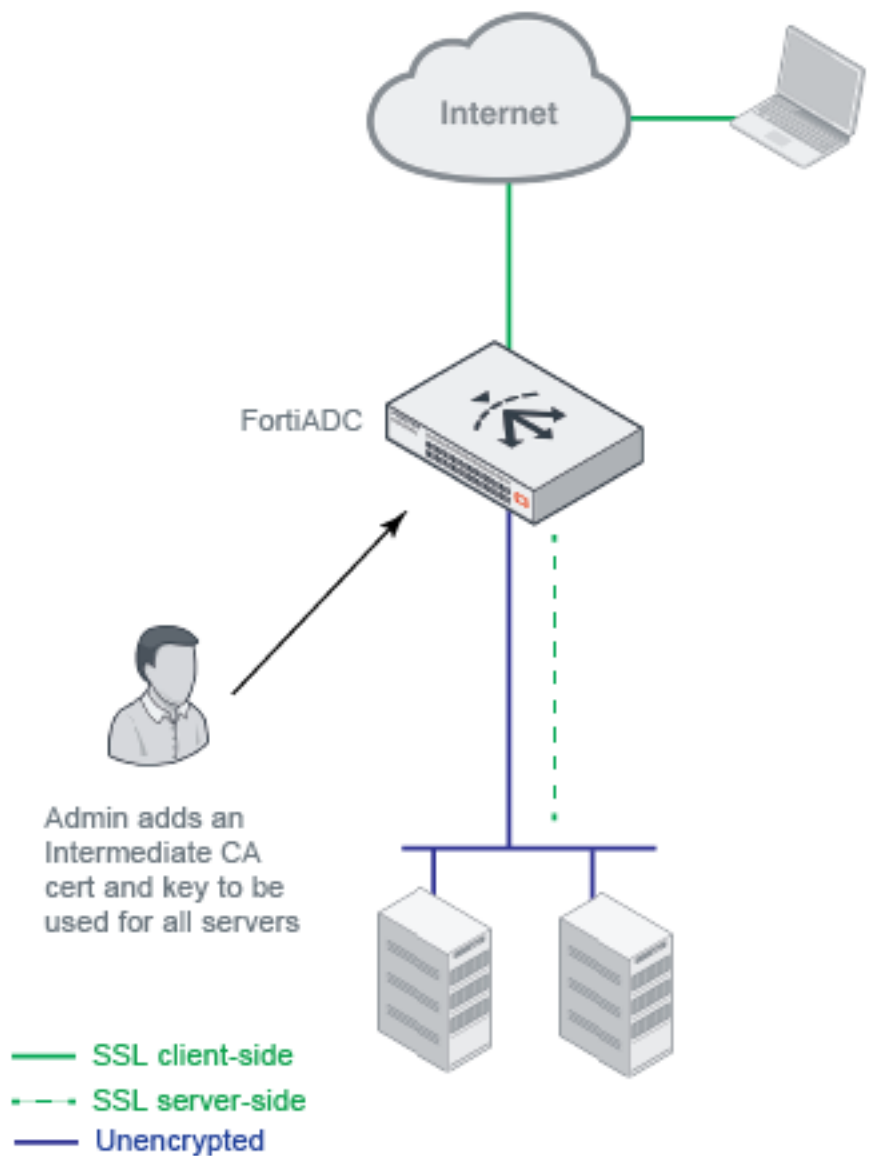 Internet
FortiADC
Admin adds an
Intermediate CA
cert and key to be
used for all servers
SSL client-side
SSL server-side
Unencrypted